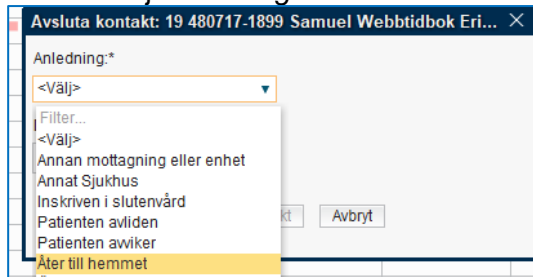 Avsluta kontakt: 19 480717-1899 Samuel Webbtidbok Eri...
Anledning:*
<Välj>
Filter...
<Välj>
Annan mottagning eller enhet
Annat Sjukhus
Inskriven i slutenvård
Patienten avliden
Patienten avviker
kt Avbryt
Åter till hemmet